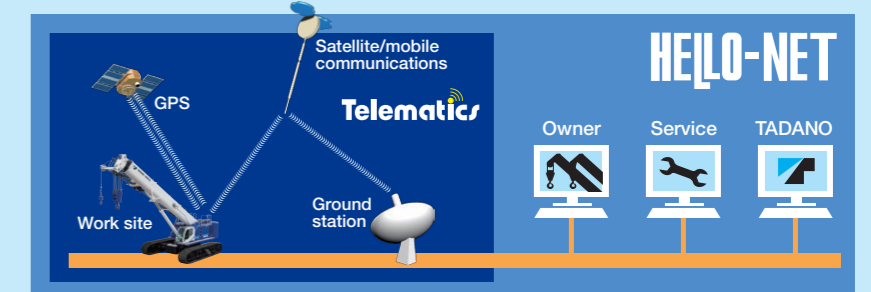 HELLO-NET
Satellite/mobile
communications
GPS
Telematics
Owner
Service
TADANO
Work site
Ground
station